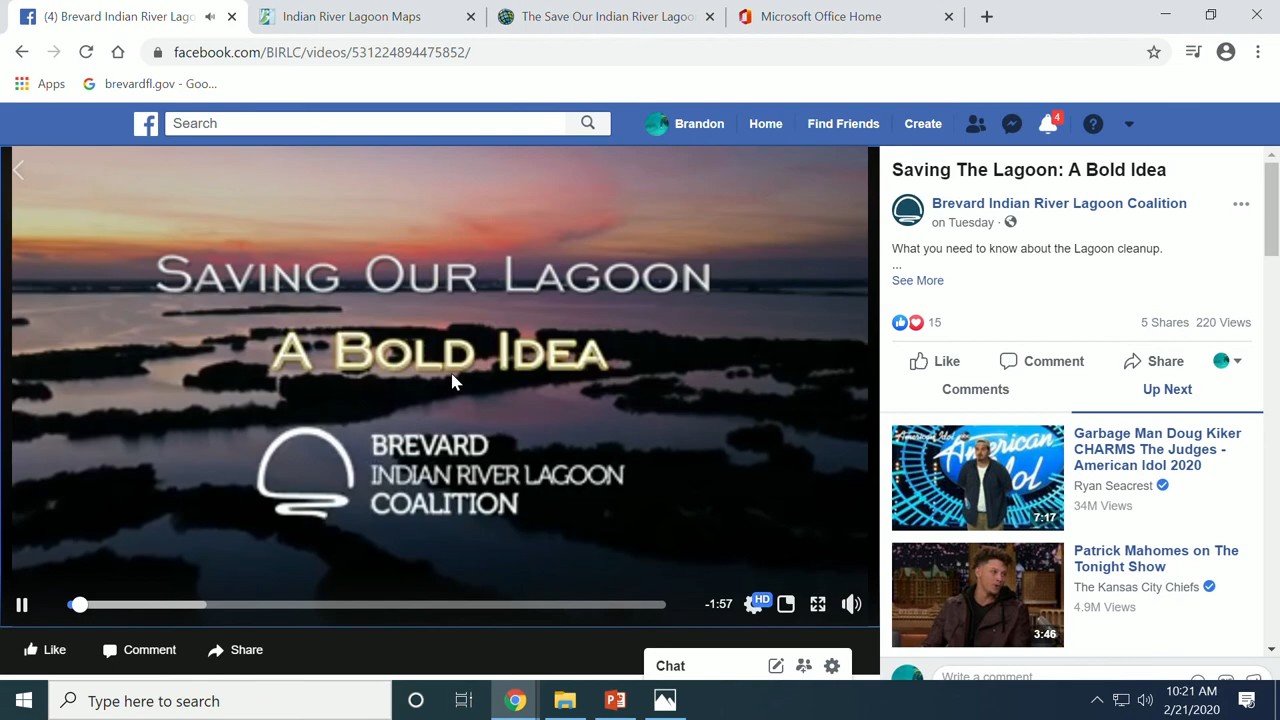 (4) Brevard Indian River Lago
Indian River Lagoon Maps
The Save Our Indian River Lagoo
Microsoft Office Home
facebook.com/BIRLC/videos/531224894475852/
Apps
brevardfl.gov - Goo...
Search
Brandon
Home
Find Friends
Create
4
SAVING OUR LAGOON
A BOLD IDEA
BREVARD
INDIAN RIVER LAGOON
COALITION
-1:57
HD
Like
Comment
Share
Chat
Saving The Lagoon: A Bold Idea
Brevard Indian River Lagoon Coalition
on Tuesday ·
What you need to know about the Lagoon cleanup.
...
See More
15
5 Shares 220 Views
Like
Comment
Share
Comments
Up Next
American Idol
AMERICAN
IDOL
7:17
Garbage Man Doug Kiker
CHARMS The Judges -
American Idol 2020
Ryan Seacrest
34M Views
3:46
Patrick Mahomes on The
Tonight Show
The Kansas City Chiefs
4.9M Views
Write a comment
Type here to search
10:21 AM
2/21/2020